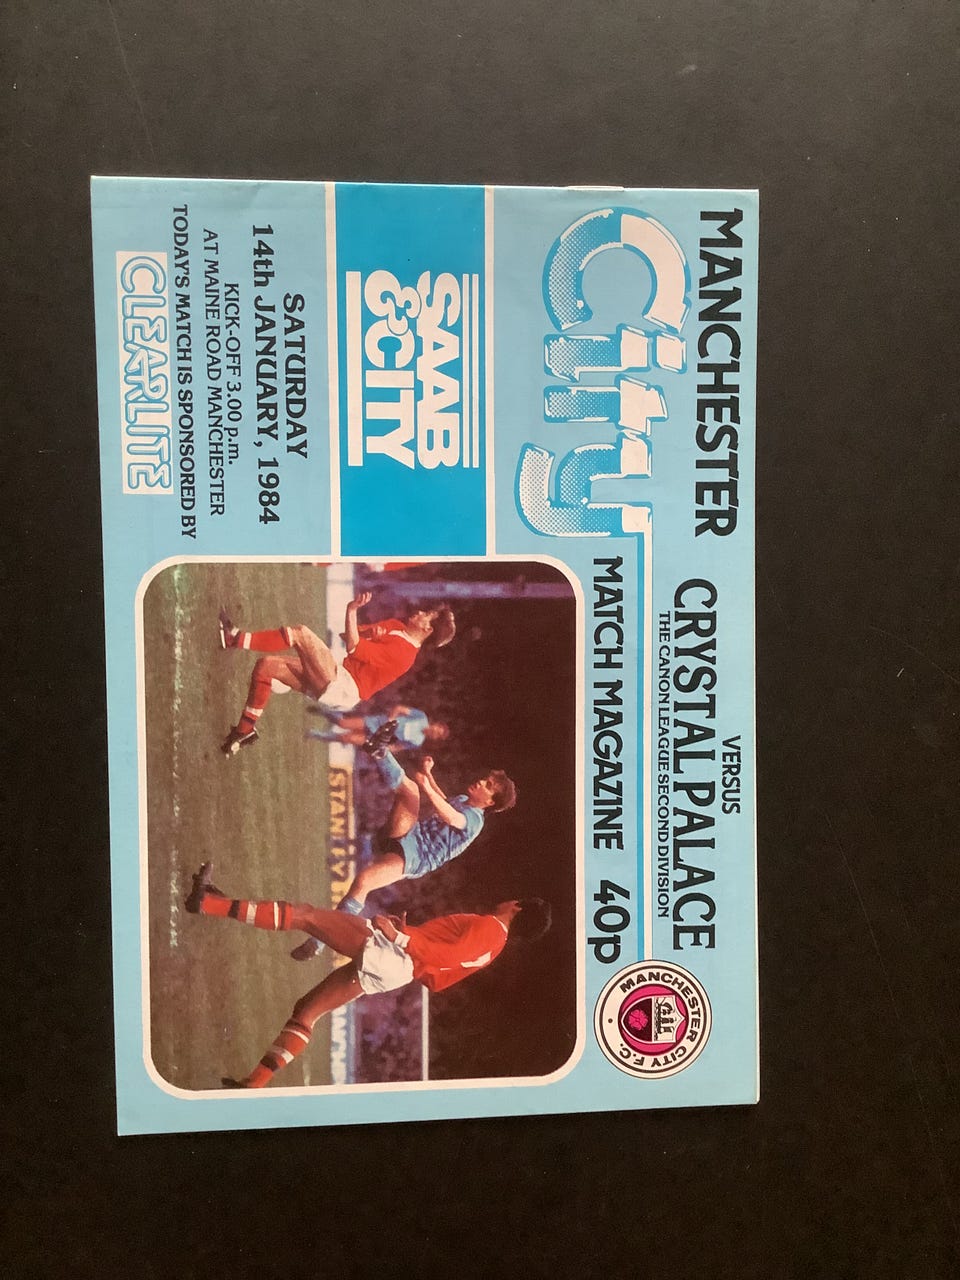 MANCHESTER
City
VERSUS
CRYSTAL PALACE
THE CANON LEAGUE SECOND DIVISION
MATCH MAGAZINE 40p
MANCHESTER CITY F.C.
SAAB
& CITY
SATURDAY
14th JANUARY, 1984
KICK-OFF 3.00 p.m.
AT MAINE ROAD MANCHESTER
TODAY'S MATCH IS SPONSORED BY
CLEARLITE
STANLEY